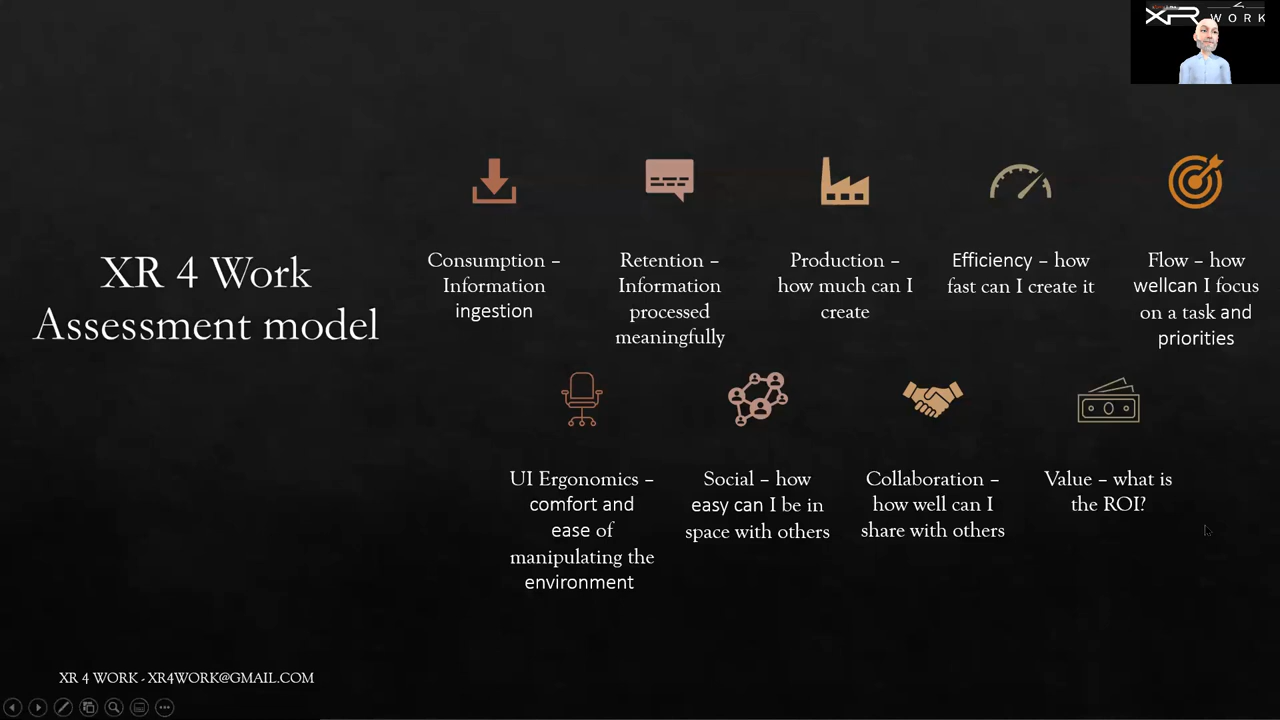 XR WORK
XR 4 Work
Assessment model
Consumption –
Information
ingestion
Retention –
Information
processed
meaningfully
Production –
how much can I
create
Efficiency – how
fast can I create it
Flow – how
wellcan I focus
on a task and
priorities
UI Ergonomics –
comfort and
ease of
manipulating the
environment
Social – how
easy can I be in
space with others
Collaboration –
how well can I
share with others
Value – what is
the ROI?
XR 4 WORK - XR4WORK@GMAIL.COM